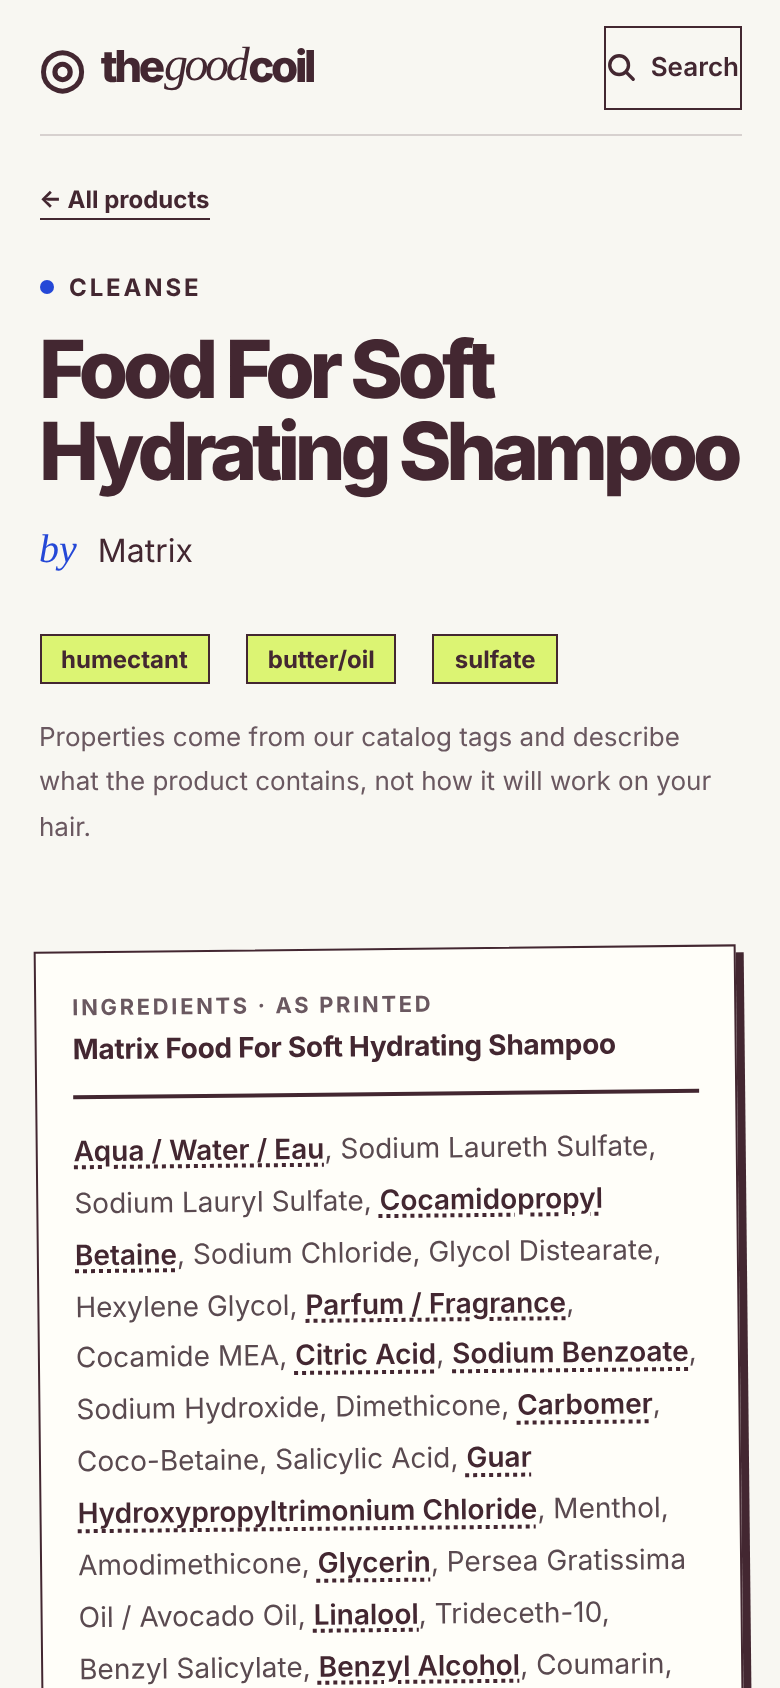 thegoodcoil
Search
← All products
CLEANSE
Food For Soft
Hydrating Shampoo
by Matrix
humectant butter/oil sulfate
Properties come from our catalog tags and describe
what the product contains, not how it will work on your
hair.
INGREDIENTS · AS PRINTED
Matrix Food For Soft Hydrating Shampoo
Aqua / Water / Eau, Sodium Laureth Sulfate,
Sodium Lauryl Sulfate, Cocamidopropyl
Betaine, Sodium Chloride, Glycol Distearate,
Hexylene Glycol, Parfum / Fragrance,
Cocamide MEA, Citric Acid, Sodium Benzoate,
Sodium Hydroxide, Dimethicone, Carbomer,
Coco-Betaine, Salicylic Acid, Guar
Hydroxypropyltrimonium Chloride, Menthol,
Amodimethicone, Glycerin, Persea Gratissima
Oil / Avocado Oil, Linalool, Trideceth-10,
Benzyl Salicylate, Benzyl Alcohol, Coumarin,